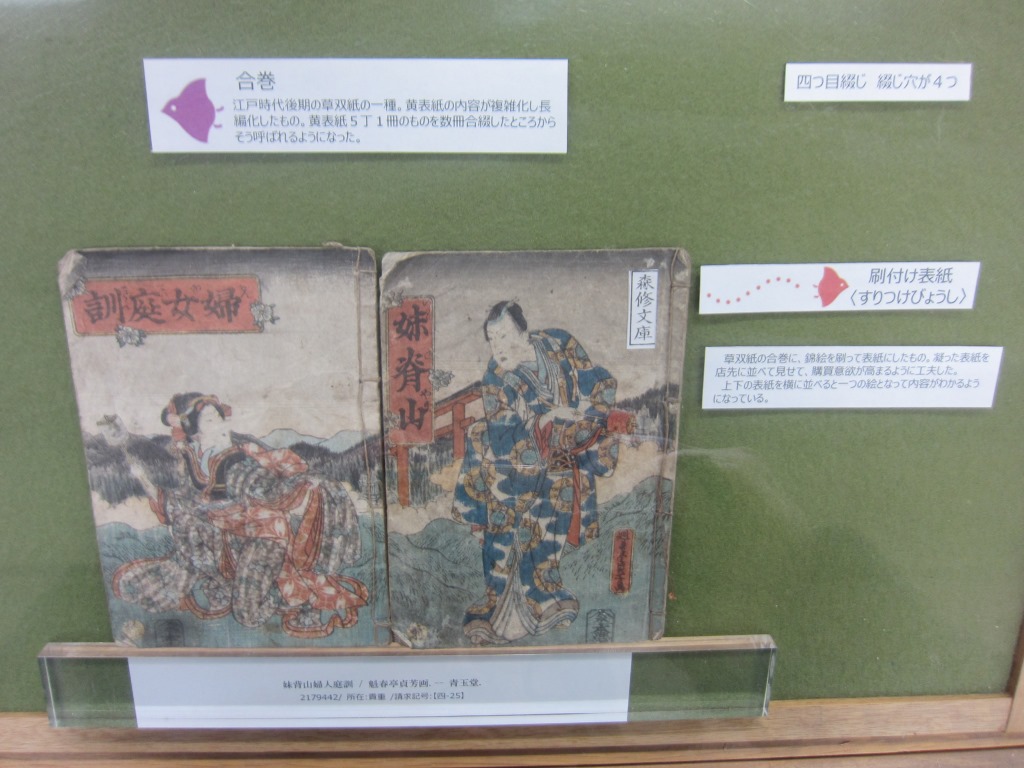 合巻
江戸時代後期の草双紙の一種。黄表紙の内容が複雑化し長
編化したもの。黄表紙５丁１冊のものを数冊合綴したところから
そう呼ばれるようになった。
四つ目綴じ 綴じ穴が４つ
刷付け表紙
〈すりつけびょうし〉
草双紙の合巻に、錦絵を刷って表紙にしたもの。凝った表紙を
店先に並べて見せて、購買意欲が高まるように工夫した。
上下の表紙を横に並べると一つの絵となって内容がわかるよう
になっている。
森修文庫
妹脊山
婦女庭訓
妹背山婦人庭訓 / 魁春亭貞芳画. -- 青玉堂.
2179442/ 所在:貴重 /請求記号:【四-25】